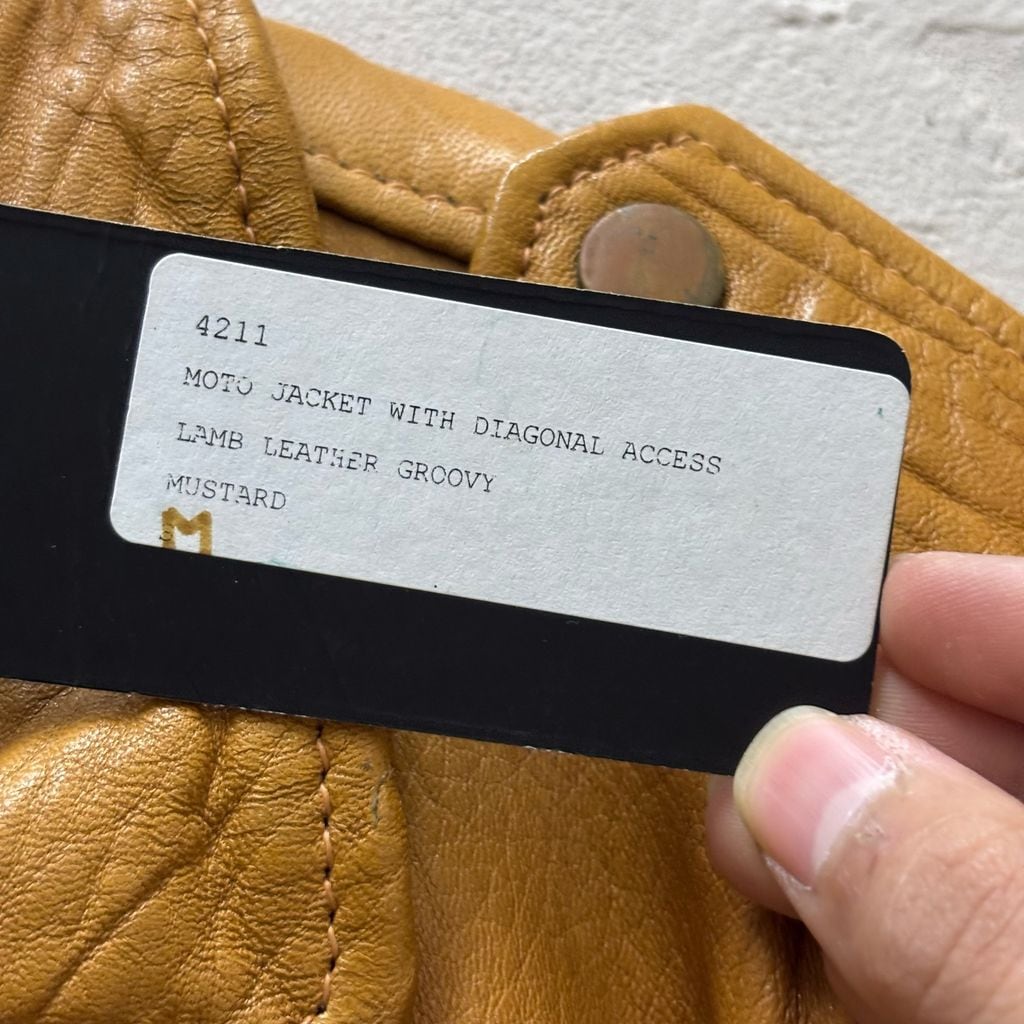 4211
MOTO JACKET WITH DIAGONAL ACCESS
LAMB LEATHER GROOVY
MUSTARD
M